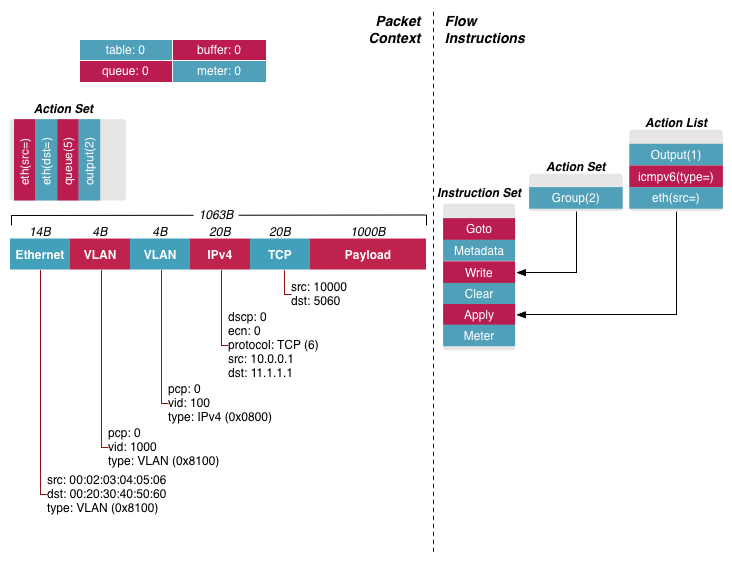 Packet
Context
Flow
Instructions
table: 0
buffer: 0
queue: 0
meter: 0
Action Set
eth(src=)
eth(dst=)
queue(5)
output(2)
1063B
14B
4B
4B
20B
20B
1000B
Ethernet
VLAN
VLAN
IPv4
TCP
Payload
src: 10000
dst: 5060
dscp: 0
ecn: 0
protocol: TCP (6)
src: 10.0.0.1
dst: 11.1.1.1
pcp: 0
vid: 100
type: IPv4 (0x0800)
pcp: 0
vid: 1000
type: VLAN (0x8100)
src: 00:02:03:04:05:06
dst: 00:20:30:40:50:60
type: VLAN (0x8100)
Instruction Set
Goto
Metadata
Write
Clear
Apply
Meter
Action Set
Group(2)
Action List
Output(1)
icmpv6(type=)
eth(src=)